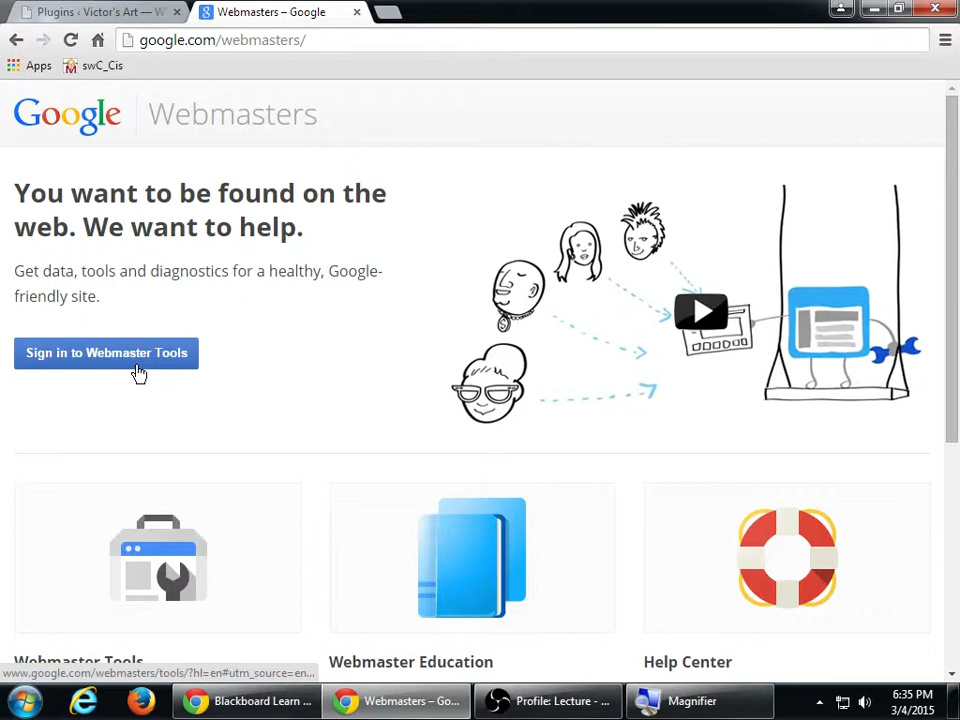 Plugins ‹ Victor's Art — W
Webmasters – Google
google.com/webmasters/
Apps
swC_Cis
Google Webmasters
You want to be found on the
web. We want to help.
Get data, tools and diagnostics for a healthy, Google-
friendly site.
Sign in to Webmaster Tools
Webmaster Tools
Webmaster Education
Help Center
www.google.com/webmasters/tools/?hl=en#utm_source=en...
Blackboard Learn ...
Webmasters – Go...
Profile: Lecture - ...
Magnifier
6:35 PM
3/4/2015